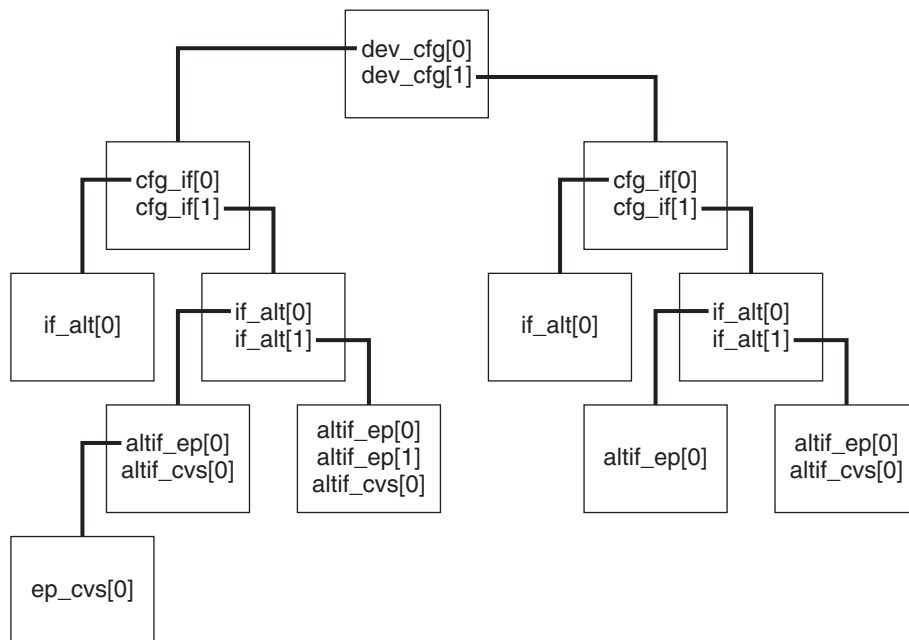 dev_cfg[0]
dev_cfg[1]
cfg_if[0]
cfg_if[1]
cfg_if[0]
cfg_if[1]
if_alt[0]
if_alt[0]
if_alt[1]
if_alt[0]
if_alt[0]
if_alt[1]
altif_ep[0]
altif_cvs[0]
altif_ep[0]
altif_ep[1]
altif_cvs[0]
altif_ep[0]
altif_ep[0]
altif_cvs[0]
ep_cvs[0]